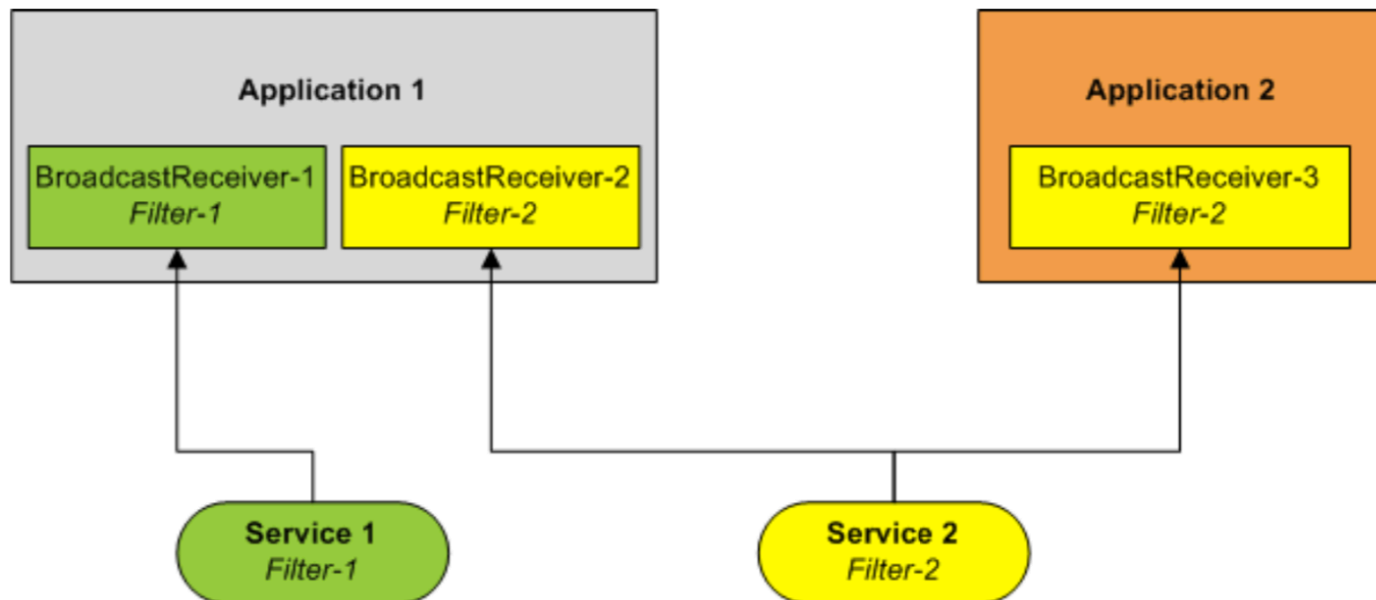 Application 1
Application 2
BroadcastReceiver-1
Filter-1
BroadcastReceiver-2
Filter-2
BroadcastReceiver-3
Filter-2
Service 1
Filter-1
Service 2
Filter-2